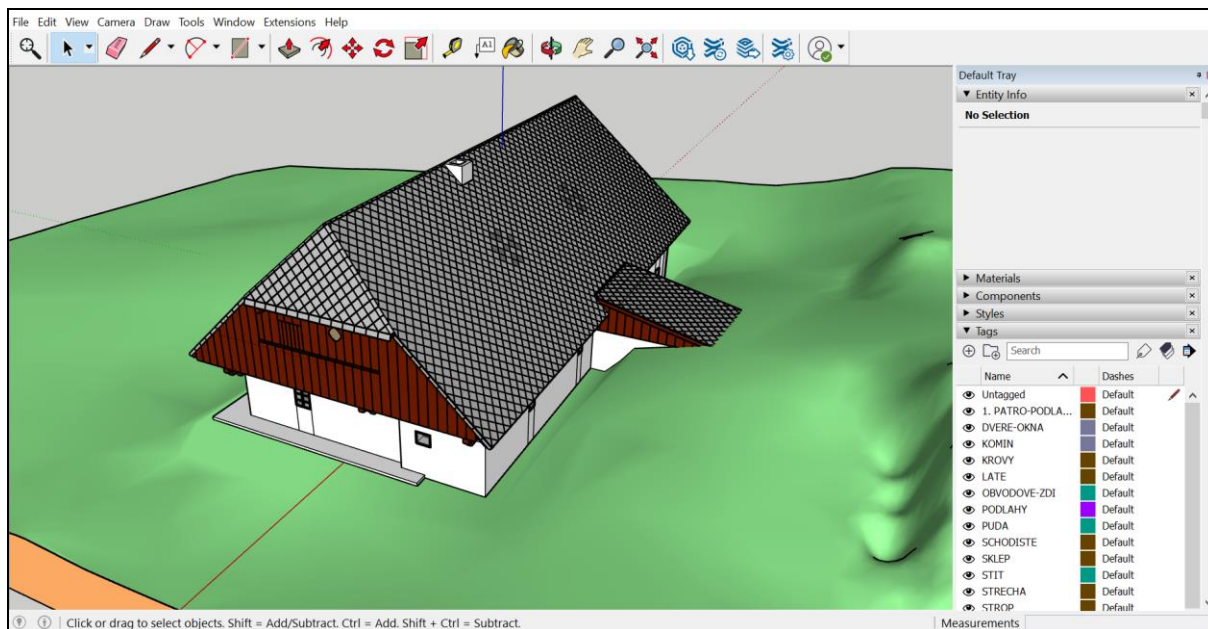 File Edit View Camera Draw Tools Window Extensions Help
A1
Default Tray
Entity Info
No Selection
Materials
Components
Styles
Tags
Search
Name Dashes
Untagged Default
1. PATRO-PODLA... Default
DVERE-OKNA Default
KOMIN Default
KROVY Default
LATE Default
OBVODOVE-ZDI Default
PODLAHY Default
PUDA Default
SCHODISTE Default
SKLEP Default
STIT Default
STRECHA Default
STROP Default
Click or drag to select objects. Shift = Add/Subtract. Ctrl = Add. Shift + Ctrl = Subtract. Measurements